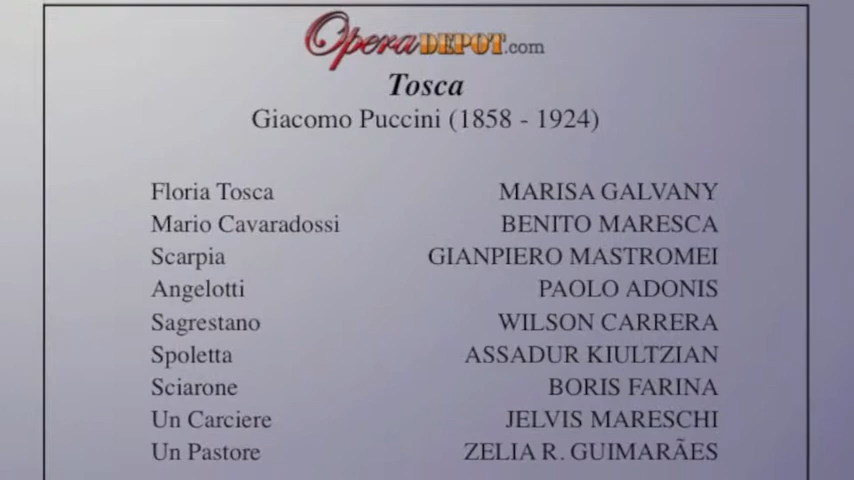 OperaDEPOT.com
Tosca
Giacomo Puccini (1858 - 1924)
Floria Tosca MARISA GALVANY
Mario Cavaradossi BENITO MARESCA
Scarpia GIANPIERO MASTROMEI
Angelotti PAOLO ADONIS
Sagrestano WILSON CARRERA
Spoletta ASSADUR KIULTZIAN
Sciarone BORIS FARINA
Un Carciere JELVIS MARESCHI
Un Pastore ZELIA R. GUIMARÃES